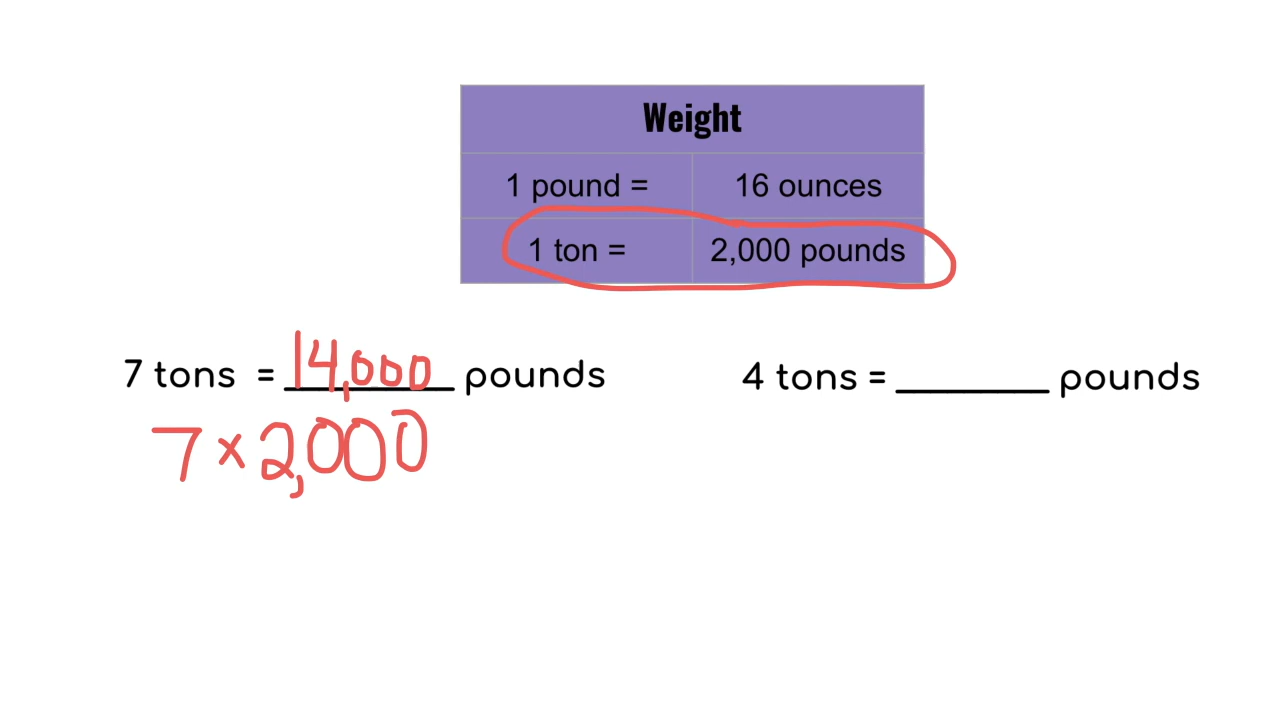 Weight
1 pound = 16 ounces
1 ton = 2,000 pounds
7 tons = 14,000 pounds
4 tons = ________ pounds
7 × 2,000